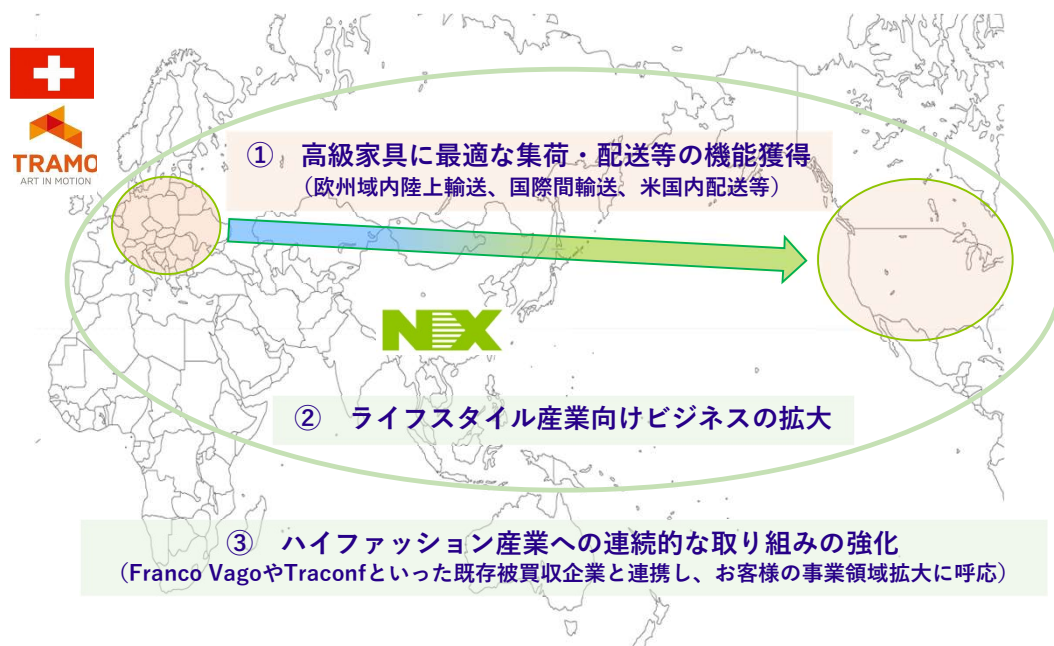 TRAMO
ART IN MOTION
① 高級家具に最適な集荷・配送等の機能獲得
（欧州域内陸上輸送、国際間輸送、米国内配送等）
NX
② ライフスタイル産業向けビジネスの拡大
③ ハイファッション産業への連続的な取り組みの強化
（Franco VagoやTraconfといった既存被買収企業と連携し、お客様の事業領域拡大に呼応）